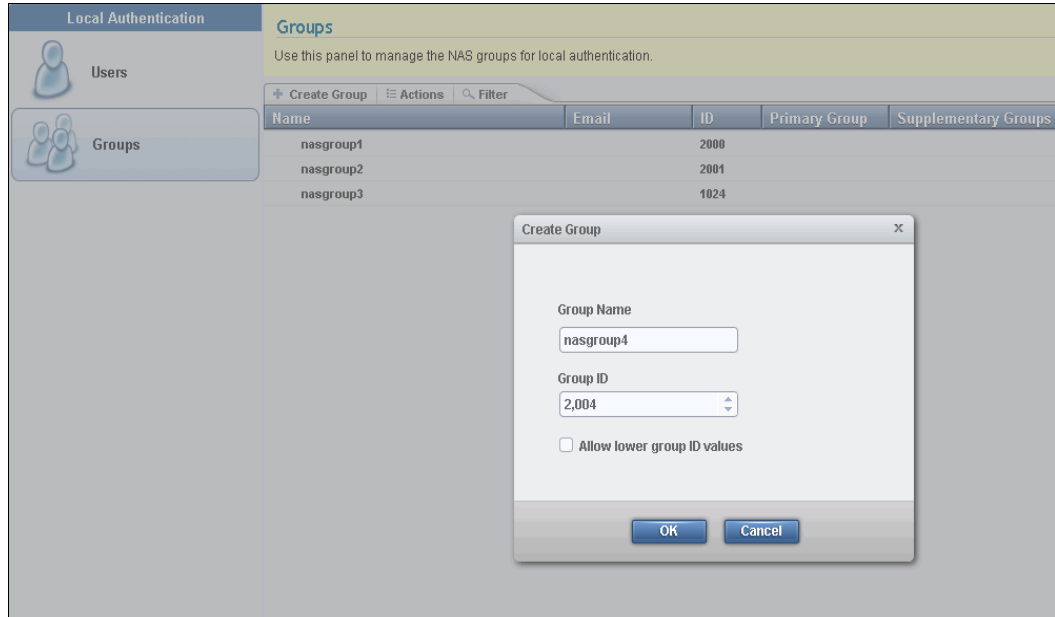 Local Authentication
Users
Groups
Groups
Use this panel to manage the NAS groups for local authentication.
Create Group Actions Filter
Name Email ID Primary Group Supplementary Groups
nasgroup1 2000
nasgroup2 2001
nasgroup3 1024
Create Group x
Group Name
nasgroup4
Group ID
2,004
Allow lower group ID values
OK Cancel